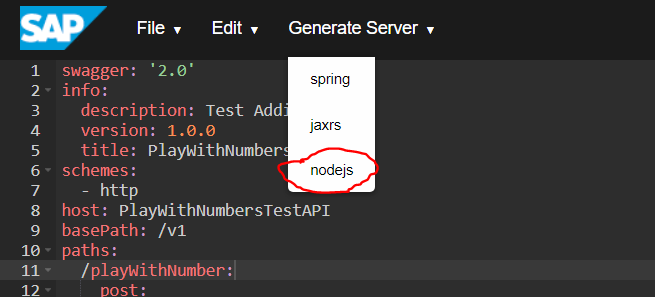 SAP File ▼ Edit ▼ Generate Server ▼
spring
jaxrs
nodejs
1 swagger: '2.0'
2 info:
3 description: Test Addi
4 version: 1.0.0
5 title: PlayWithNumbers
6 schemes:
7 - http
8 host: PlayWithNumbersTestAPI
9 basePath: /v1
10 paths:
11 /playWithNumber:
12 post: